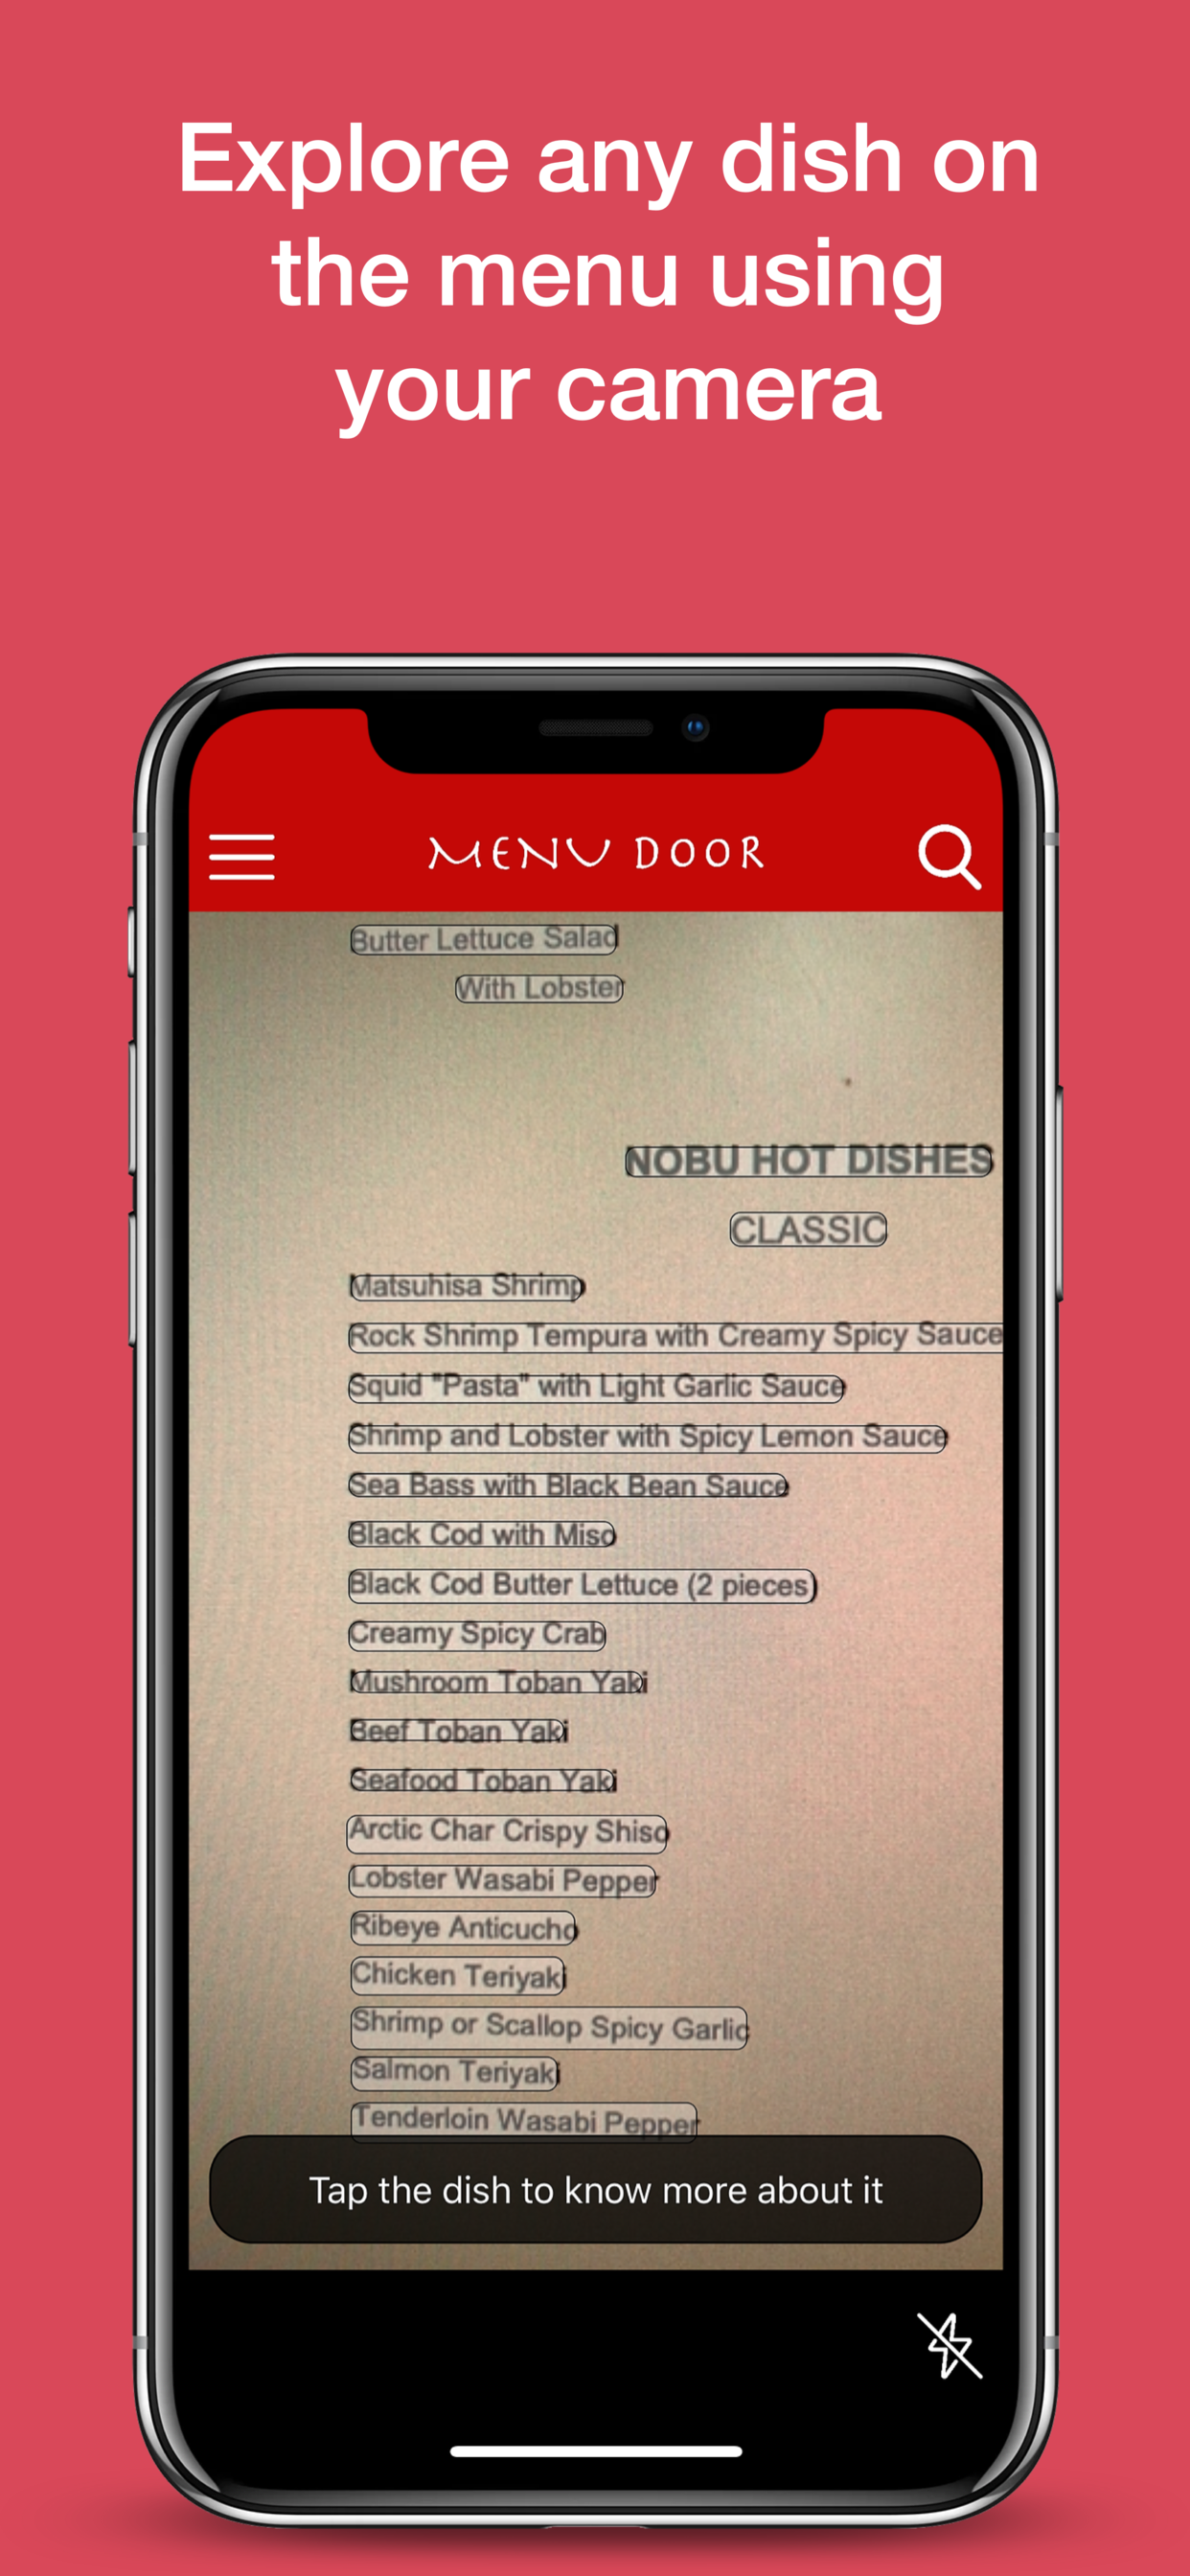 Explore any dish on
the menu using
your camera
MENU DOOR
Butter Lettuce Salad
With Lobster
NOBU HOT DISHES
CLASSIC
Matsuhisa Shrimp
Rock Shrimp Tempura with Creamy Spicy Sauce
Squid "Pasta" with Light Garlic Sauce
Shrimp and Lobster with Spicy Lemon Sauce
Sea Bass with Black Bean Sauce
Black Cod with Miso
Black Cod Butter Lettuce (2 pieces)
Creamy Spicy Crab
Mushroom Toban Yaki
Beef Toban Yaki
Seafood Toban Yaki
Arctic Char Crispy Shiso
Lobster Wasabi Pepper
Ribeye Anticucho
Chicken Teriyaki
Shrimp or Scallop Spicy Garlic
Salmon Teriyaki
Tenderloin Wasabi Pepper
Tap the dish to know more about it